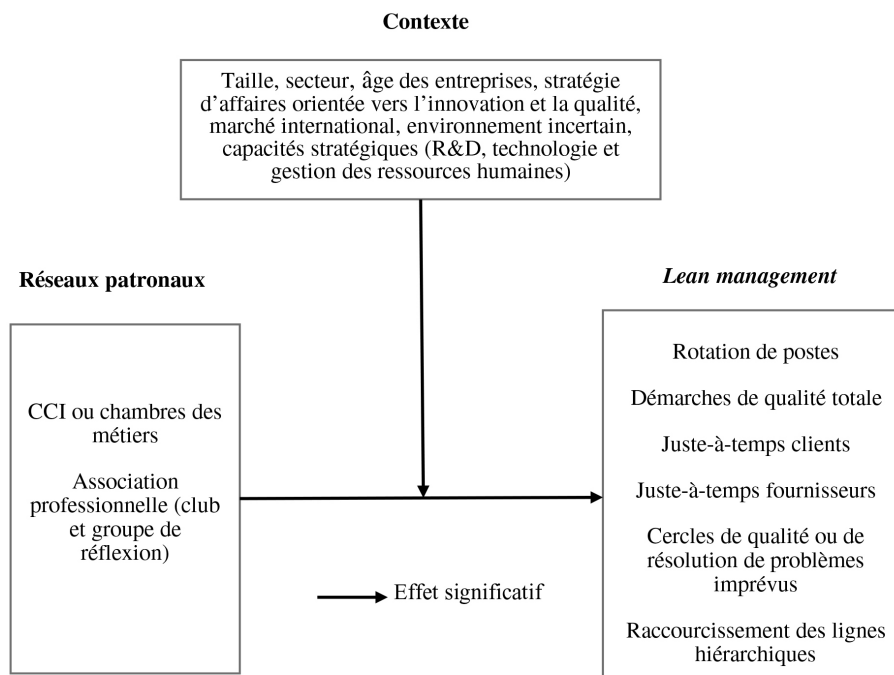 Contexte
Taille, secteur, âge des entreprises, stratégie
d’affaires orientée vers l’innovation et la qualité,
marché international, environnement incertain,
capacités stratégiques (R&D, technologie et
gestion des ressources humaines)
Réseaux patronaux
CCI ou chambres des
métiers
Association
professionnelle (club
et groupe de
réflexion)
Effet significatif
Lean management
Rotation de postes
Démarches de qualité totale
Juste-à-temps clients
Juste-à-temps fournisseurs
Cercles de qualité ou de
résolution de problèmes
imprévus
Raccourcissement des lignes
hiérarchiques